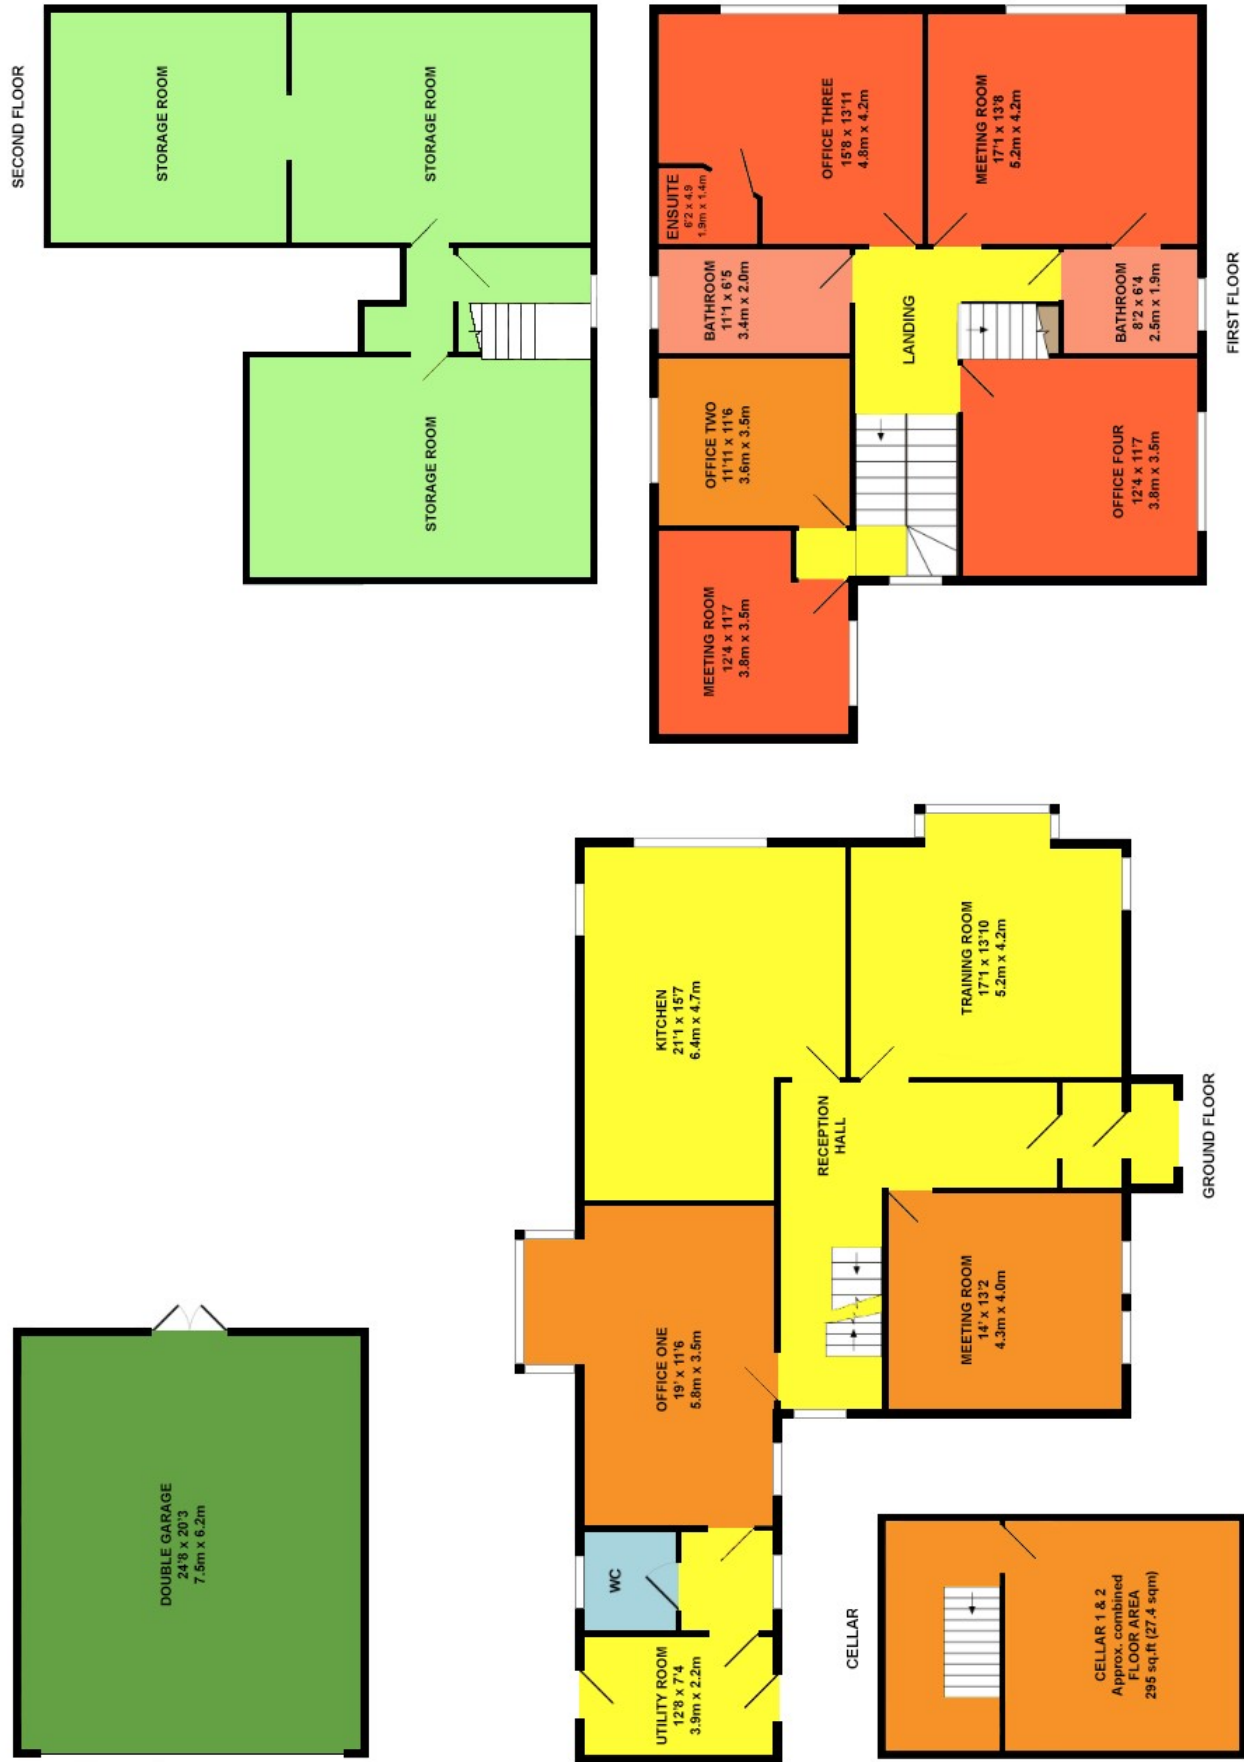 SECOND FLOOR
STORAGE ROOM
STORAGE ROOM
STORAGE ROOM
OFFICE THREE
15'8 x 13'11
4.8m x 4.2m
ENSUITE
6'2 x 4.9
1.9m x 1.4m
MEETING ROOM
17'1 x 13'8
5.2m x 4.2m
BATHROOM
11'1 x 6'5
3.4m x 2.0m
LANDING
BATHROOM
8'2 x 6'4
2.5m x 1.9m
OFFICE TWO
11'11 x 11'6
3.6m x 3.5m
OFFICE FOUR
12'4 x 11'7
3.8m x 3.5m
MEETING ROOM
12'4 x 11'7
3.8m x 3.5m
FIRST FLOOR
DOUBLE GARAGE
24'8 x 20'3
7.5m x 6.2m
KITCHEN
21'1 x 15'7
6.4m x 4.7m
TRAINING ROOM
17'1 x 13'10
5.2m x 4.2m
RECEPTION
HALL
OFFICE ONE
19' x 11'6
5.8m x 3.5m
MEETING ROOM
14' x 13'2
4.3m x 4.0m
WC
UTILITY ROOM
12'8 x 7'4
3.9m x 2.2m
GROUND FLOOR
CELLAR
CELLAR 1 & 2
Approx. combined
FLOOR AREA
295 sq.ft (27.4 sqm)